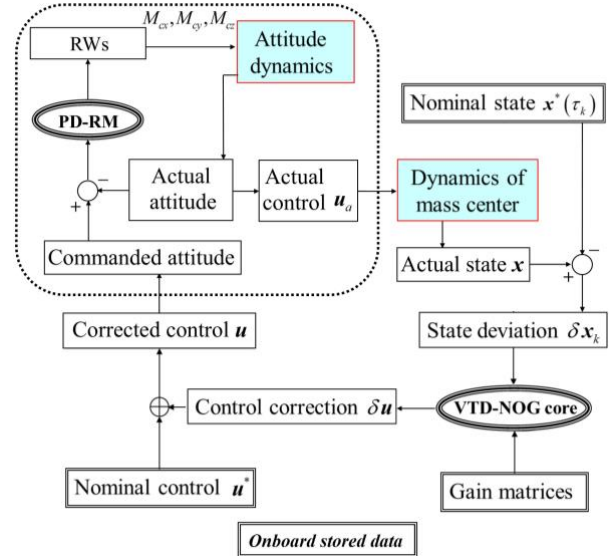 M_cx, M_cy, M_cz
RWs
Attitude
dynamics
PD-RM
Nominal state x*(τ_k)
−
+
Actual
attitude
Actual
control u_a
Dynamics of
mass center
−
+
Commanded attitude
Actual state x
Corrected control u
State deviation δx_k
Control correction δu
VTD-NOG core
Nominal control u*
Gain matrices
Onboard stored data